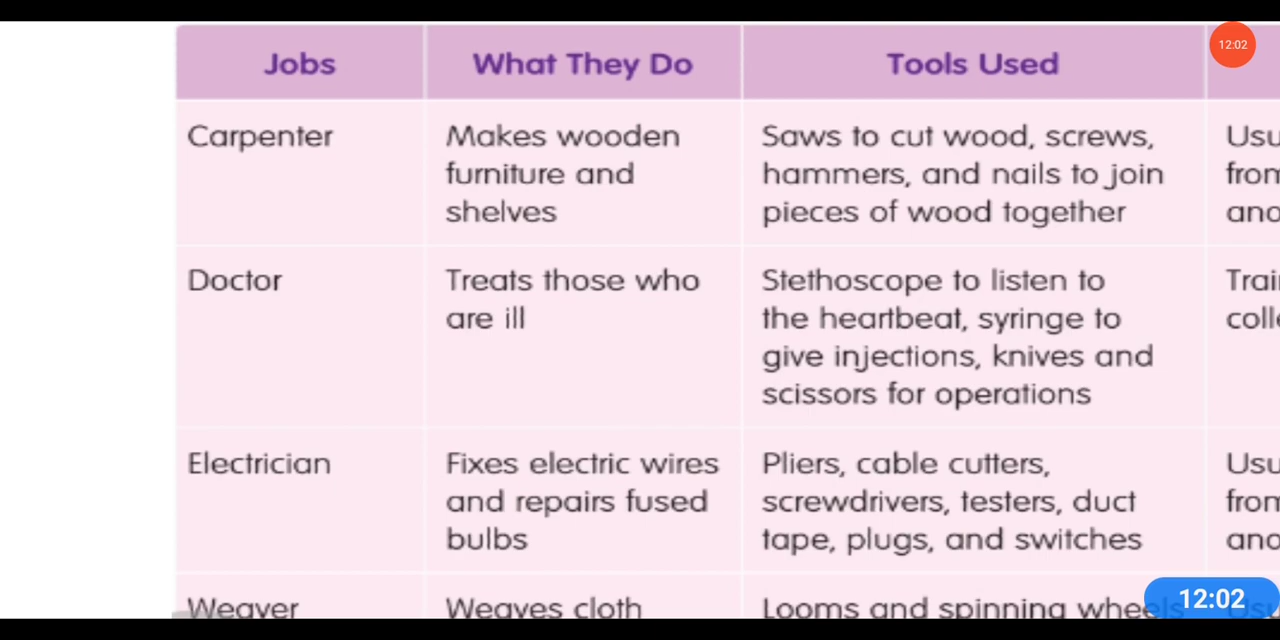 Jobs
What They Do
Tools Used
12:02
Carpenter
Makes wooden
furniture and
shelves
Saws to cut wood, screws,
hammers, and nails to join
pieces of wood together
Doctor
Treats those who
are ill
Stethoscope to listen to
the heartbeat, syringe to
give injections, knives and
scissors for operations
Electrician
Fixes electric wires
and repairs fused
bulbs
Pliers, cable cutters,
screwdrivers, testers, duct
tape, plugs, and switches
Weaver
Weaves cloth
Looms and spinning wheels
12:02